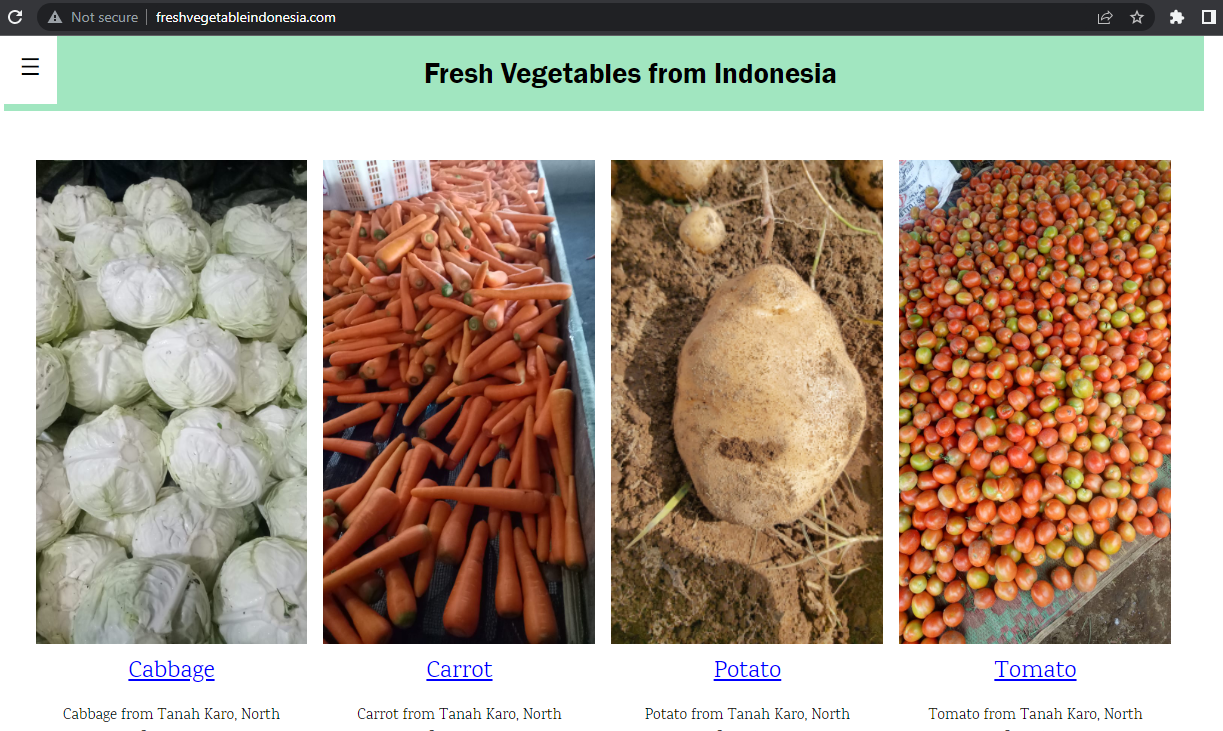 Not secure
freshvegetableindonesia.com
Fresh Vegetables from Indonesia
Cabbage
Carrot
Potato
Tomato
Cabbage from Tanah Karo, North
Carrot from Tanah Karo, North
Potato from Tanah Karo, North
Tomato from Tanah Karo, North